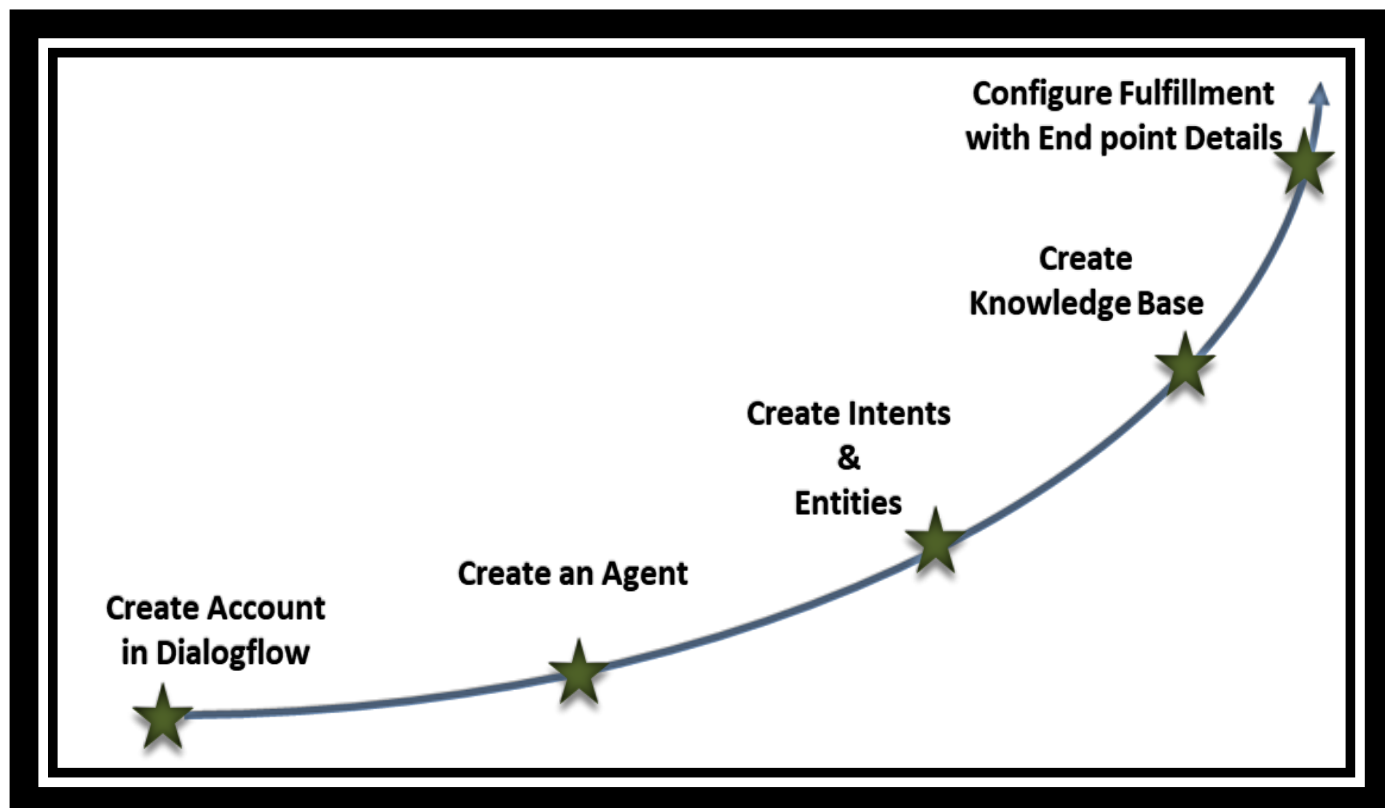 Configure Fulfillment
with End point Details
Create
Knowledge Base
Create Intents
&
Entities
Create an Agent
Create Account
in Dialogflow